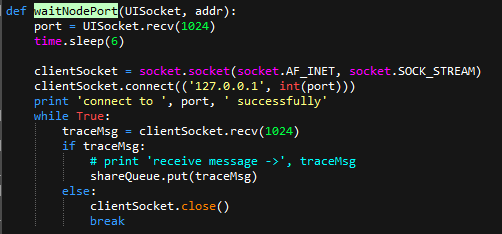 def waitNodePort(UISocket, addr):
    port = UISocket.recv(1024)
    time.sleep(6)

    clientSocket = socket.socket(socket.AF_INET, socket.SOCK_STREAM)
    clientSocket.connect(('127.0.0.1', int(port)))
    print 'connect to ', port, ' successfully'
    while True:
        traceMsg = clientSocket.recv(1024)
        if traceMsg:
            # print 'receive message ->', traceMsg
            shareQueue.put(traceMsg)
        else:
            clientSocket.close()
            break